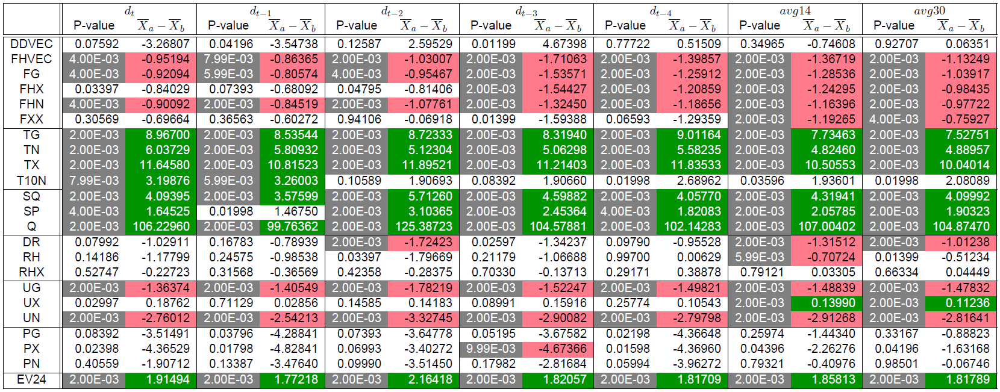 d_t d_{t−1} d_{t−2} d_{t−3} d_{t−4} avg14 avg30
P-value X̅_a − X̅_b P-value X̅_a − X̅_b P-value X̅_a − X̅_b P-value X̅_a − X̅_b P-value X̅_a − X̅_b P-value X̅_a − X̅_b P-value X̅_a − X̅_b
DDVEC 0.07592 -3.26807 0.04196 -3.54738 0.12587 2.59529 0.01199 4.67398 0.77722 0.51509 0.34965 -0.74608 0.92707 0.06351
FHVEC 4.00E-03 -0.95194 7.99E-03 -0.86365 2.00E-03 -1.03007 2.00E-03 -1.71063 2.00E-03 -1.39857 2.00E-03 -1.36719 2.00E-03 -1.13249
FG 4.00E-03 -0.92094 5.99E-03 -0.80574 4.00E-03 -0.95467 2.00E-03 -1.53571 2.00E-03 -1.25912 2.00E-03 -1.28536 2.00E-03 -1.03917
FHX 0.03397 -0.84029 0.07393 -0.68092 0.04795 -0.81406 2.00E-03 -1.54427 2.00E-03 -1.20859 2.00E-03 -1.24295 2.00E-03 -0.98435
FHN 4.00E-03 -0.90092 2.00E-03 -0.84519 2.00E-03 -1.07761 2.00E-03 -1.32450 2.00E-03 -1.18656 2.00E-03 -1.16396 2.00E-03 -0.97722
FXX 0.30569 -0.69664 0.36563 -0.60272 0.94106 -0.06918 0.01399 -1.59388 0.06593 -1.29359 2.00E-03 -1.19265 4.00E-03 -0.75927
TG 2.00E-03 8.96700 2.00E-03 8.53544 2.00E-03 8.72333 2.00E-03 8.31940 2.00E-03 9.01164 2.00E-03 7.73463 2.00E-03 7.52751
TN 2.00E-03 6.03729 2.00E-03 5.80932 2.00E-03 5.12304 2.00E-03 5.06298 2.00E-03 5.58235 2.00E-03 4.82460 2.00E-03 4.88957
TX 2.00E-03 11.64580 2.00E-03 10.81523 2.00E-03 11.89521 2.00E-03 11.21403 2.00E-03 11.83533 2.00E-03 10.50553 2.00E-03 10.04014
T10N 7.99E-03 3.19876 5.99E-03 3.26003 0.10589 1.90693 0.08392 1.90660 0.01998 2.68962 0.03596 1.93601 0.01998 2.08089
SQ 2.00E-03 4.09395 2.00E-03 3.57599 2.00E-03 5.71260 2.00E-03 4.59882 2.00E-03 4.05770 2.00E-03 4.31941 2.00E-03 4.09992
SP 4.00E-03 1.64525 0.01998 1.46750 2.00E-03 3.10365 2.00E-03 2.45364 4.00E-03 1.82083 2.00E-03 2.05785 2.00E-03 1.90323
Q 2.00E-03 106.22960 2.00E-03 99.76362 2.00E-03 125.38723 2.00E-03 104.57881 2.00E-03 102.14283 2.00E-03 107.00402 2.00E-03 104.87470
DR 0.07992 -1.02911 0.16783 -0.78939 2.00E-03 -1.72423 0.02597 -1.34237 0.09790 -0.95528 2.00E-03 -1.31512 2.00E-03 -1.01238
RH 0.14186 -1.17799 0.24575 -0.98538 0.03397 -1.79669 0.21179 -1.06688 0.99700 0.00629 5.99E-03 -0.70724 0.01399 -0.51234
RHX 0.52747 -0.22723 0.31568 -0.36569 0.42358 -0.28375 0.70330 -0.13713 0.29171 0.38878 0.79121 0.03305 0.66334 0.04449
UG 2.00E-03 -1.36374 2.00E-03 -1.40549 2.00E-03 -1.78219 2.00E-03 -1.52247 2.00E-03 -1.49821 2.00E-03 -1.48839 2.00E-03 -1.47832
UX 0.02997 0.18762 0.71129 0.02856 0.14585 0.14183 0.08991 0.15916 0.25774 0.10543 2.00E-03 0.13990 2.00E-03 0.11236
UN 2.00E-03 -2.76012 2.00E-03 -2.54213 2.00E-03 -3.32745 2.00E-03 -2.90082 2.00E-03 -2.79798 2.00E-03 -2.91268 2.00E-03 -2.81641
PG 0.08392 -3.51491 0.03796 -4.28841 0.07393 -3.64778 0.05195 -3.67582 0.02198 -4.36648 0.25974 -1.44340 0.33167 -0.88823
PX 0.02398 -4.36529 0.01798 -4.82841 0.06993 -3.40272 9.99E-03 -4.67366 0.01598 -4.36960 0.04396 -2.26276 0.04196 -1.63168
PN 0.40559 -1.90712 0.13387 -3.47640 0.09990 -3.51450 0.17982 -2.81684 0.05994 -3.96272 0.79321 -0.40976 0.98501 -0.06746
EV24 2.00E-03 1.91494 2.00E-03 1.77218 2.00E-03 2.16418 2.00E-03 1.82057 2.00E-03 1.81709 2.00E-03 1.85813 2.00E-03 1.81789